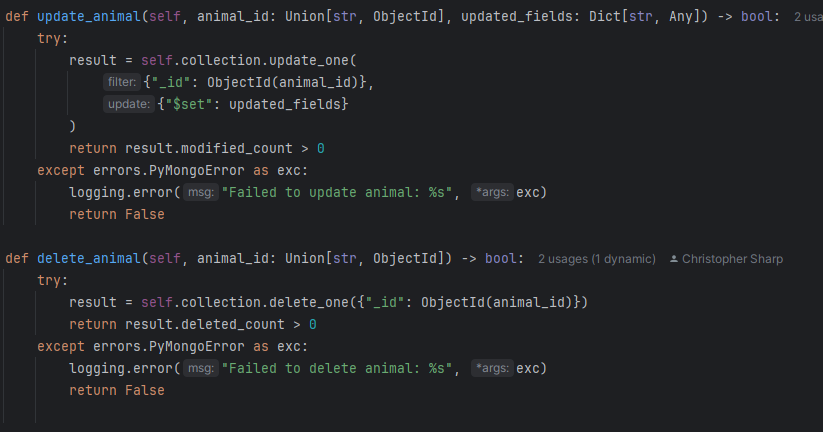 def update_animal(self, animal_id: Union[str, ObjectId], updated_fields: Dict[str, Any]) -> bool: 2 usa
    try:
        result = self.collection.update_one(
            filter: {"_id": ObjectId(animal_id)},
            update: {"$set": updated_fields}
        )
        return result.modified_count > 0
    except errors.PyMongoError as exc:
        logging.error( msg: "Failed to update animal: %s", *args: exc)
        return False
def delete_animal(self, animal_id: Union[str, ObjectId]) -> bool: 2 usages (1 dynamic) Christopher Sharp
    try:
        result = self.collection.delete_one({"_id": ObjectId(animal_id)})
        return result.deleted_count > 0
    except errors.PyMongoError as exc:
        logging.error( msg: "Failed to delete animal: %s", *args: exc)
        return False